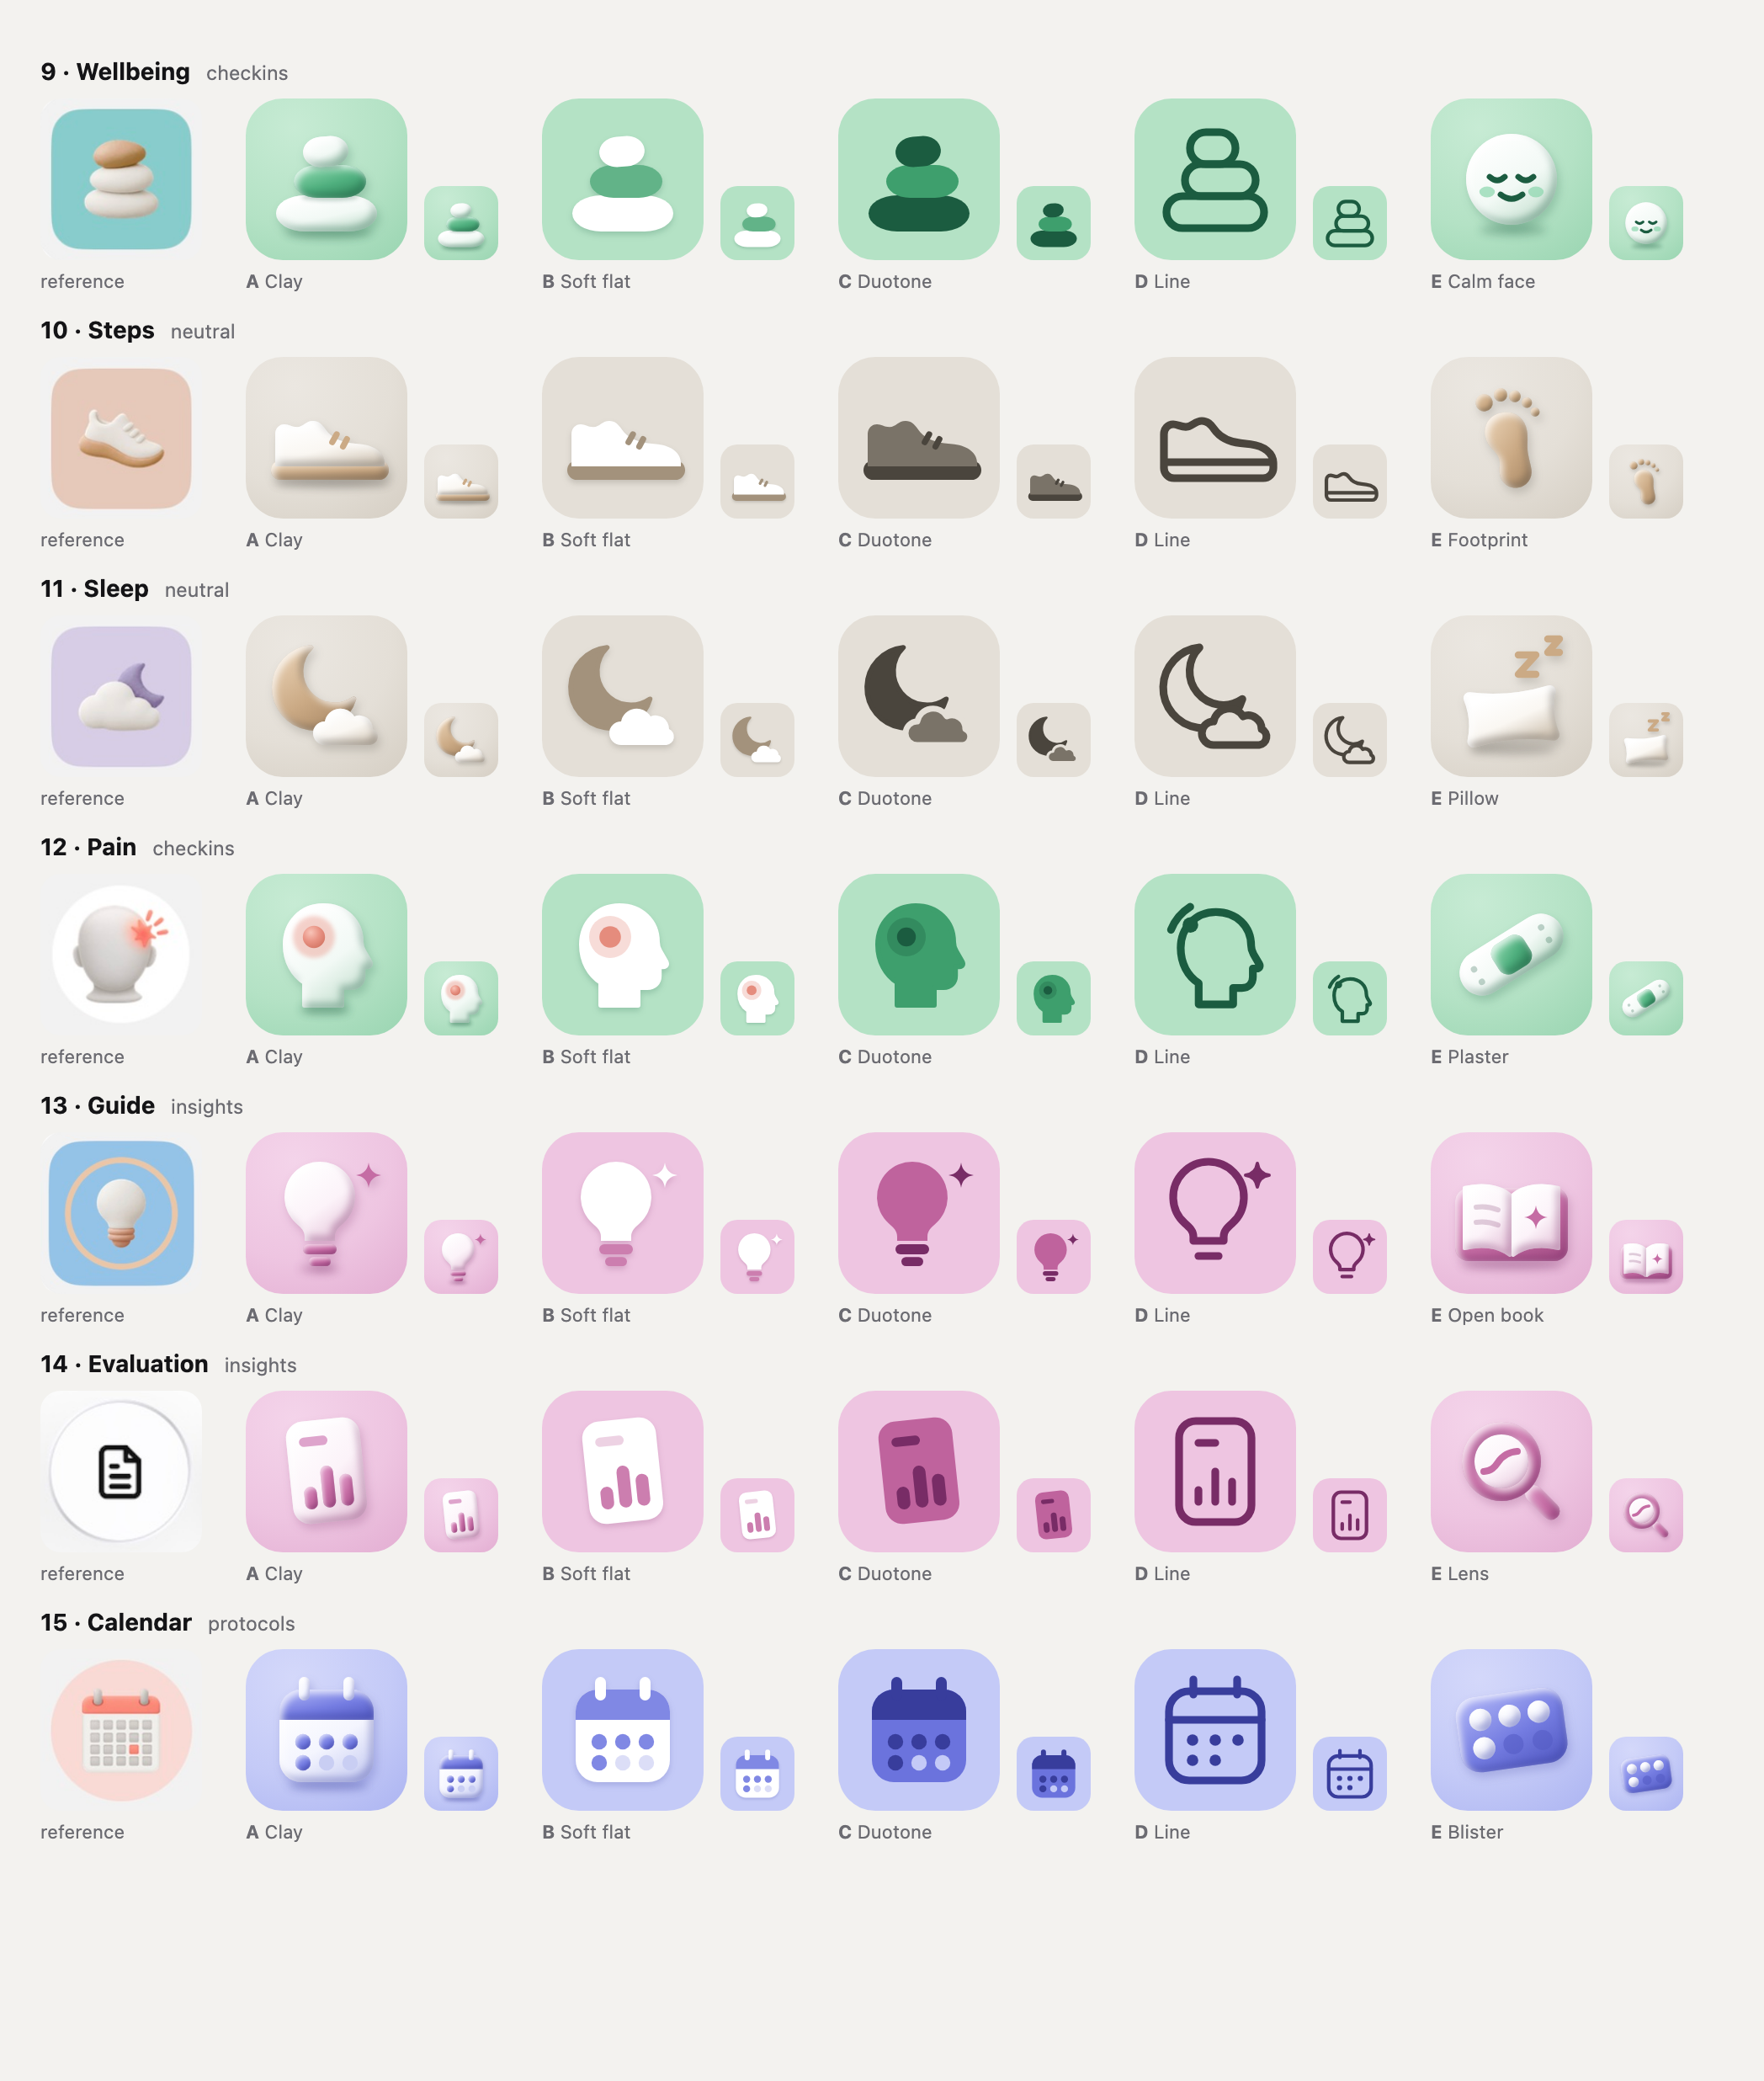 9 · Wellbeing checkins
reference
A Clay
B Soft flat
C Duotone
D Line
E Calm face
10 · Steps neutral
reference
A Clay
B Soft flat
C Duotone
D Line
E Footprint
11 · Sleep neutral
z z
reference
A Clay
B Soft flat
C Duotone
D Line
E Pillow
z z
12 · Pain checkins
reference
A Clay
B Soft flat
C Duotone
D Line
E Plaster
13 · Guide insights
reference
A Clay
B Soft flat
C Duotone
D Line
E Open book
14 · Evaluation insights
reference
A Clay
B Soft flat
C Duotone
D Line
E Lens
15 · Calendar protocols
reference
A Clay
B Soft flat
C Duotone
D Line
E Blister